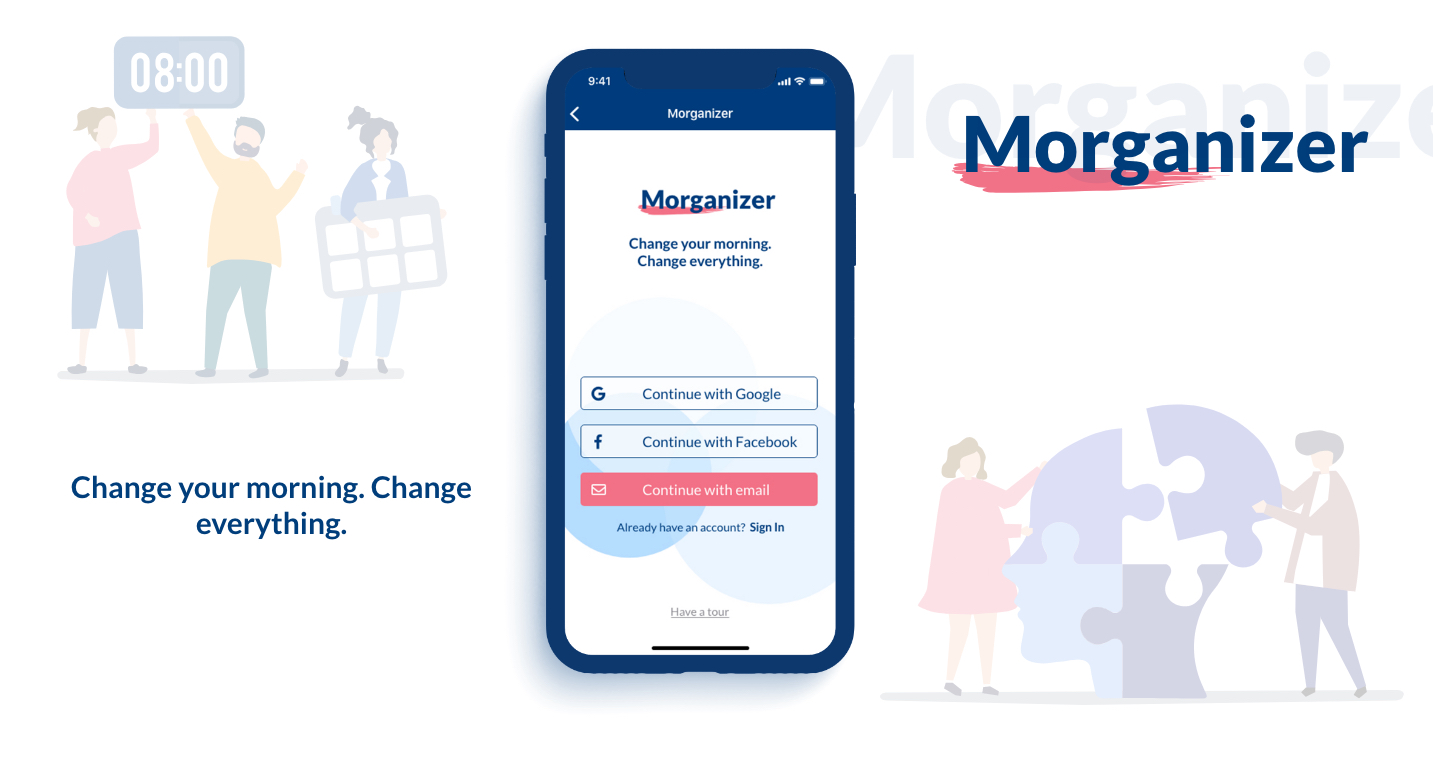 08:00
Change your morning. Change
everything.
9:41
Morganizer
Morganizer
Change your morning.
Change everything.
Continue with Google
Continue with Facebook
Continue with email
Already have an account? Sign In
Have a tour
Morganize
Morganizer